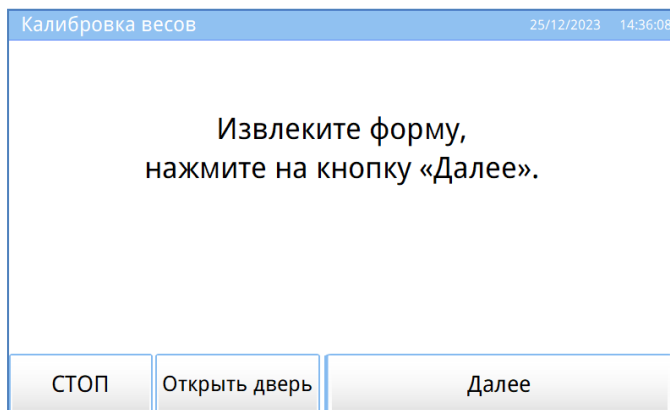 Калибровка весов 25/12/2023 14:36:08
Извлеките форму,
нажмите на кнопку «Далее».
СТОП Открыть дверь Далее